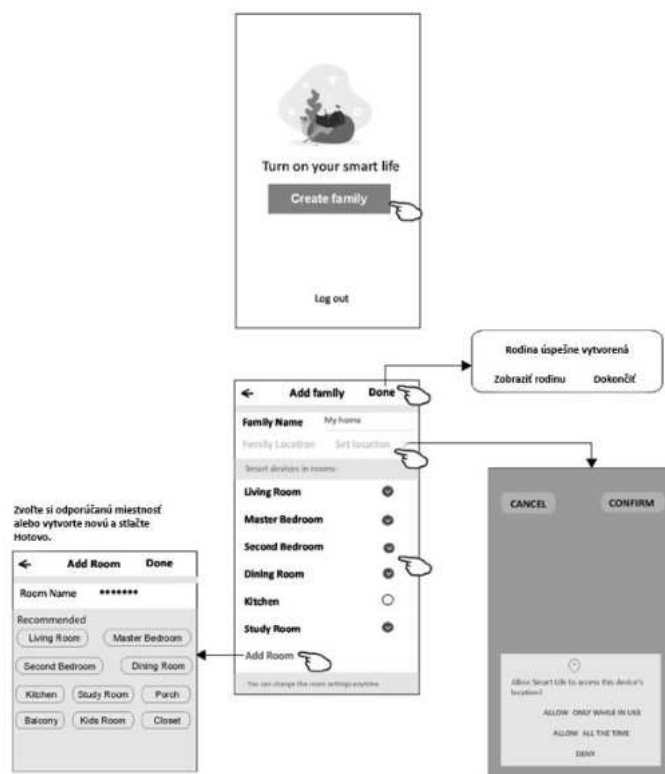 Turn on your smart life
Create family
Log out
Rodina úspešne vytvorená
Zobraziť rodinu Dokončiť
← Add family Done
Family Name My home
Family Location Set location
Smart devices in rooms:
Living Room
Master Bedroom
Second Bedroom
Dining Room
Kitchen
Study Room
Add Room
You can change the room settings anytime
CANCEL CONFIRM
Allow Smart Life to access this device's
location?
ALLOW ONLY WHILE IN USE
ALLOW ALL THE TIME
DENY
Zvoľte si odporúčanú miestnosť
alebo vytvorte novú a stlačte
Hotovo.
← Add Room Done
Room Name *******
Recommended
Living Room Master Bedroom
Second Bedroom Dining Room
Kitchen Study Room Porch
Balcony Kids Room Closet